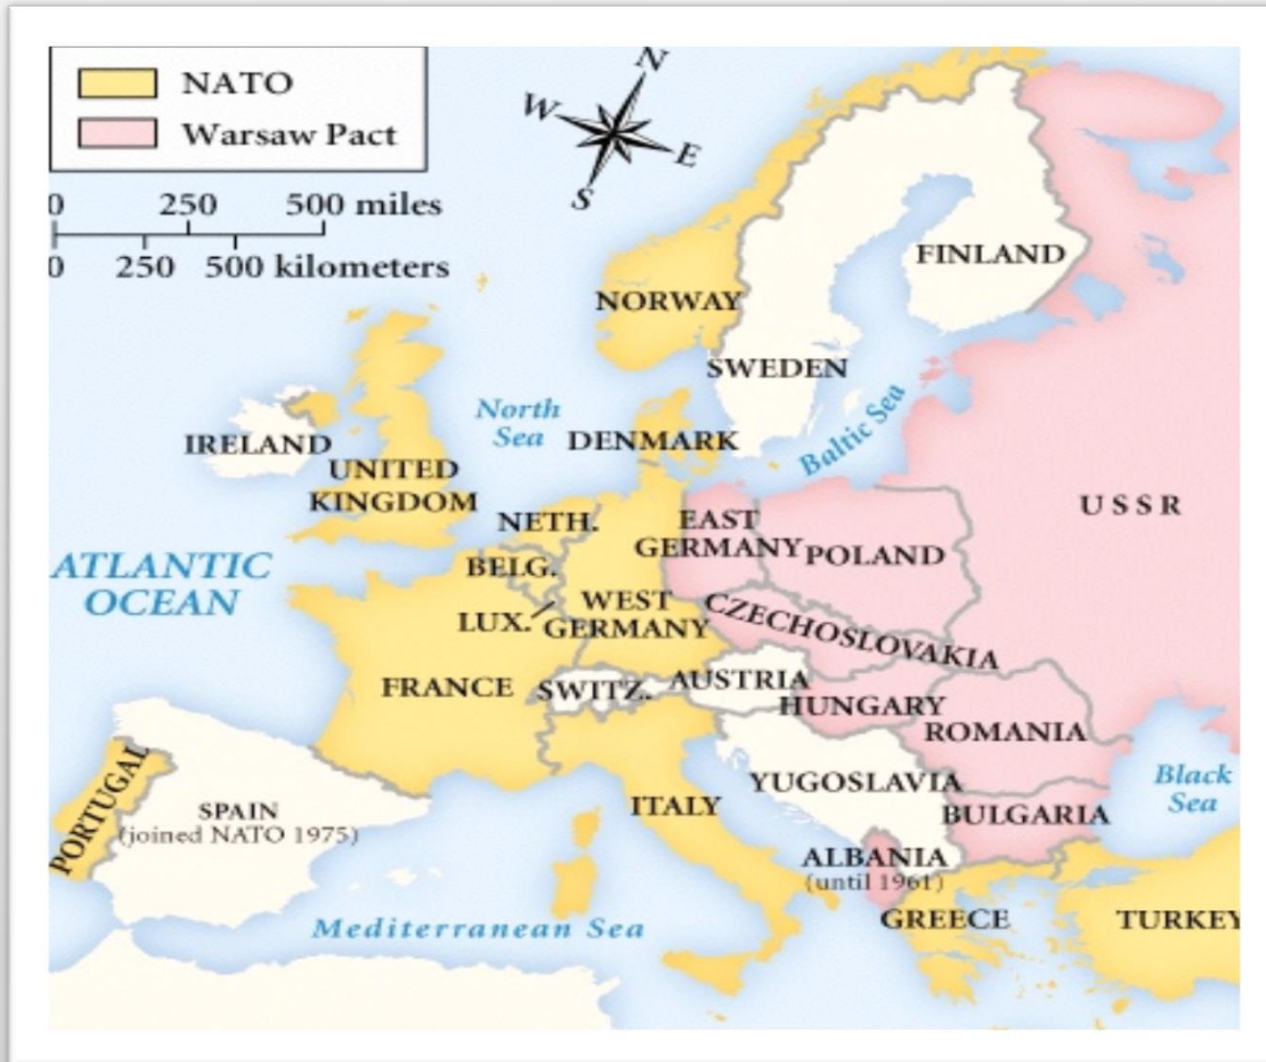 NATO
Warsaw Pact
0 250 500 miles
0 250 500 kilometers
N
W
E
S
FINLAND
NORWAY
SWEDEN
North
Sea
DENMARK
Baltic Sea
IRELAND
UNITED
KINGDOM
NETH.
EAST
GERMANY
POLAND
USSR
ATLANTIC
OCEAN
BELG.
LUX.
WEST
GERMANY
CZECHOSLOVAKIA
FRANCE
SWITZ.
AUSTRIA
HUNGARY
ROMANIA
PORTUGAL
SPAIN
(joined NATO 1975)
ITALY
YUGOSLAVIA
BULGARIA
Black
Sea
ALBANIA
(until 1961)
GREECE
TURKEY
Mediterranean Sea